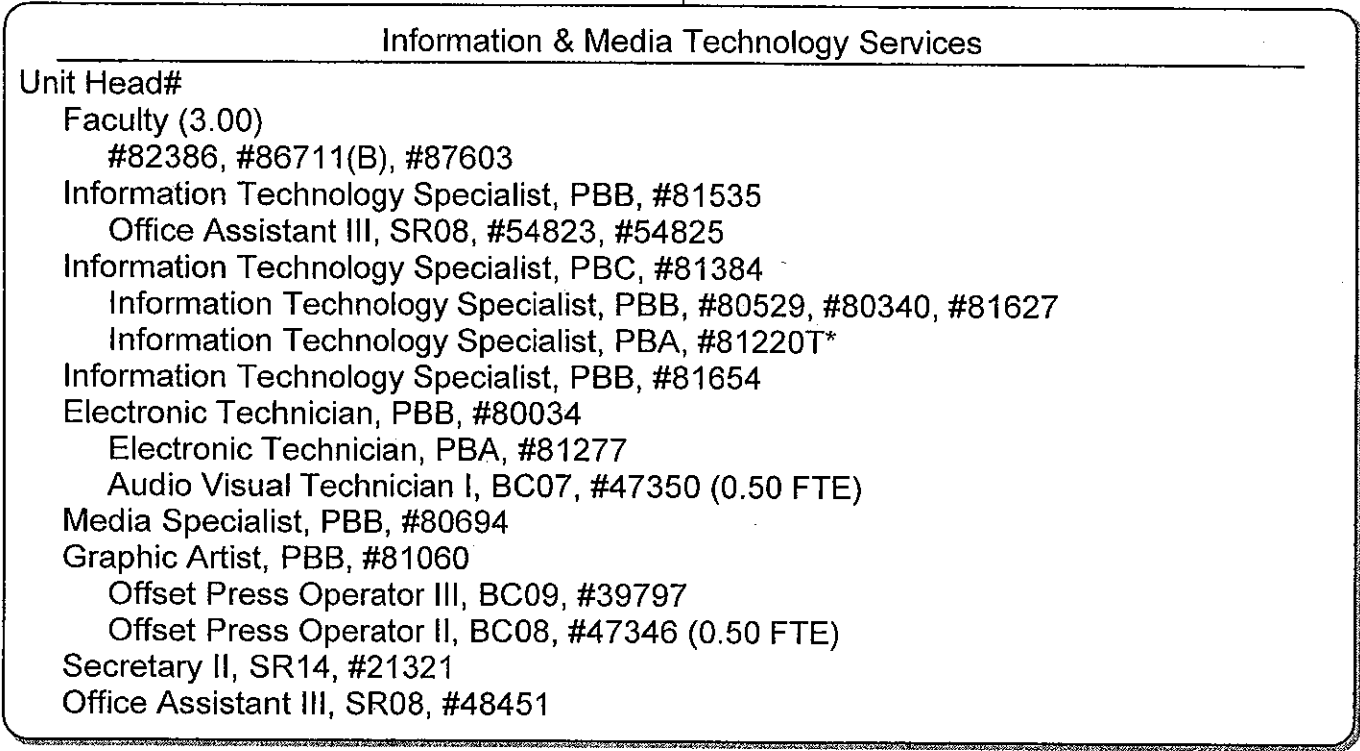 Information & Media Technology Services
Unit Head#
Faculty (3.00)
#82386, #86711(B), #87603
Information Technology Specialist, PBB, #81535
Office Assistant III, SR08, #54823, #54825
Information Technology Specialist, PBC, #81384
Information Technology Specialist, PBB, #80529, #80340, #81627
Information Technology Specialist, PBA, #81220T*
Information Technology Specialist, PBB, #81654
Electronic Technician, PBB, #80034
Electronic Technician, PBA, #81277
Audio Visual Technician I, BC07, #47350 (0.50 FTE)
Media Specialist, PBB, #80694
Graphic Artist, PBB, #81060
Offset Press Operator III, BC09, #39797
Offset Press Operator II, BC08, #47346 (0.50 FTE)
Secretary II, SR14, #21321
Office Assistant III, SR08, #48451